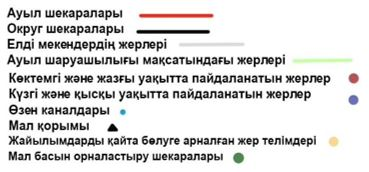 Ауыл шекаралары
Округ шекаралары
Елді мекендердің жерлері
Ауыл шаруашылығы мақсатындағы жерлері
Көктемгі және жазғы уақытта пайдаланатын жерлер
Күзгі және қысқы уақытта пайдаланатын жерлер
Өзен каналдары
Мал қорымы
Жайылымдарды қайта бөлуге арналған жер телімдері
Мал басын орналастыру шекаралары